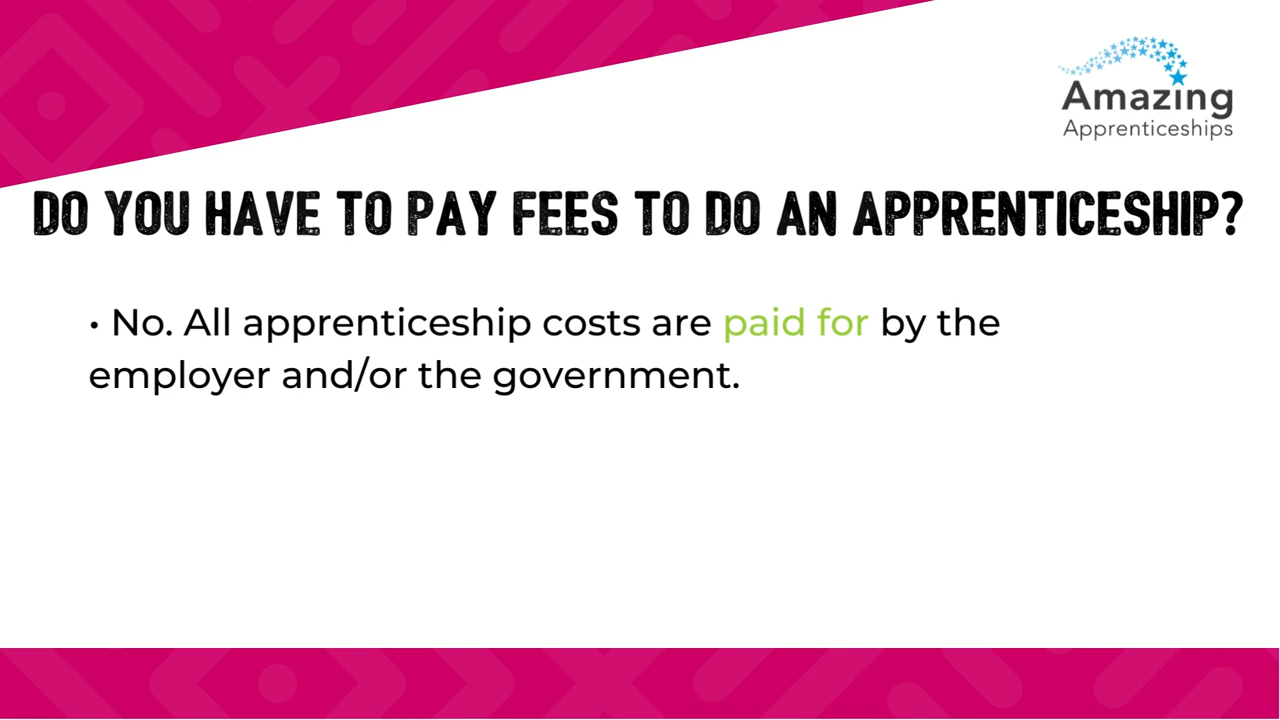 Amazing
Apprenticeships
DO YOU HAVE TO PAY FEES TO DO AN APPRENTICESHIP?
• No. All apprenticeship costs are paid for by the
employer and/or the government.